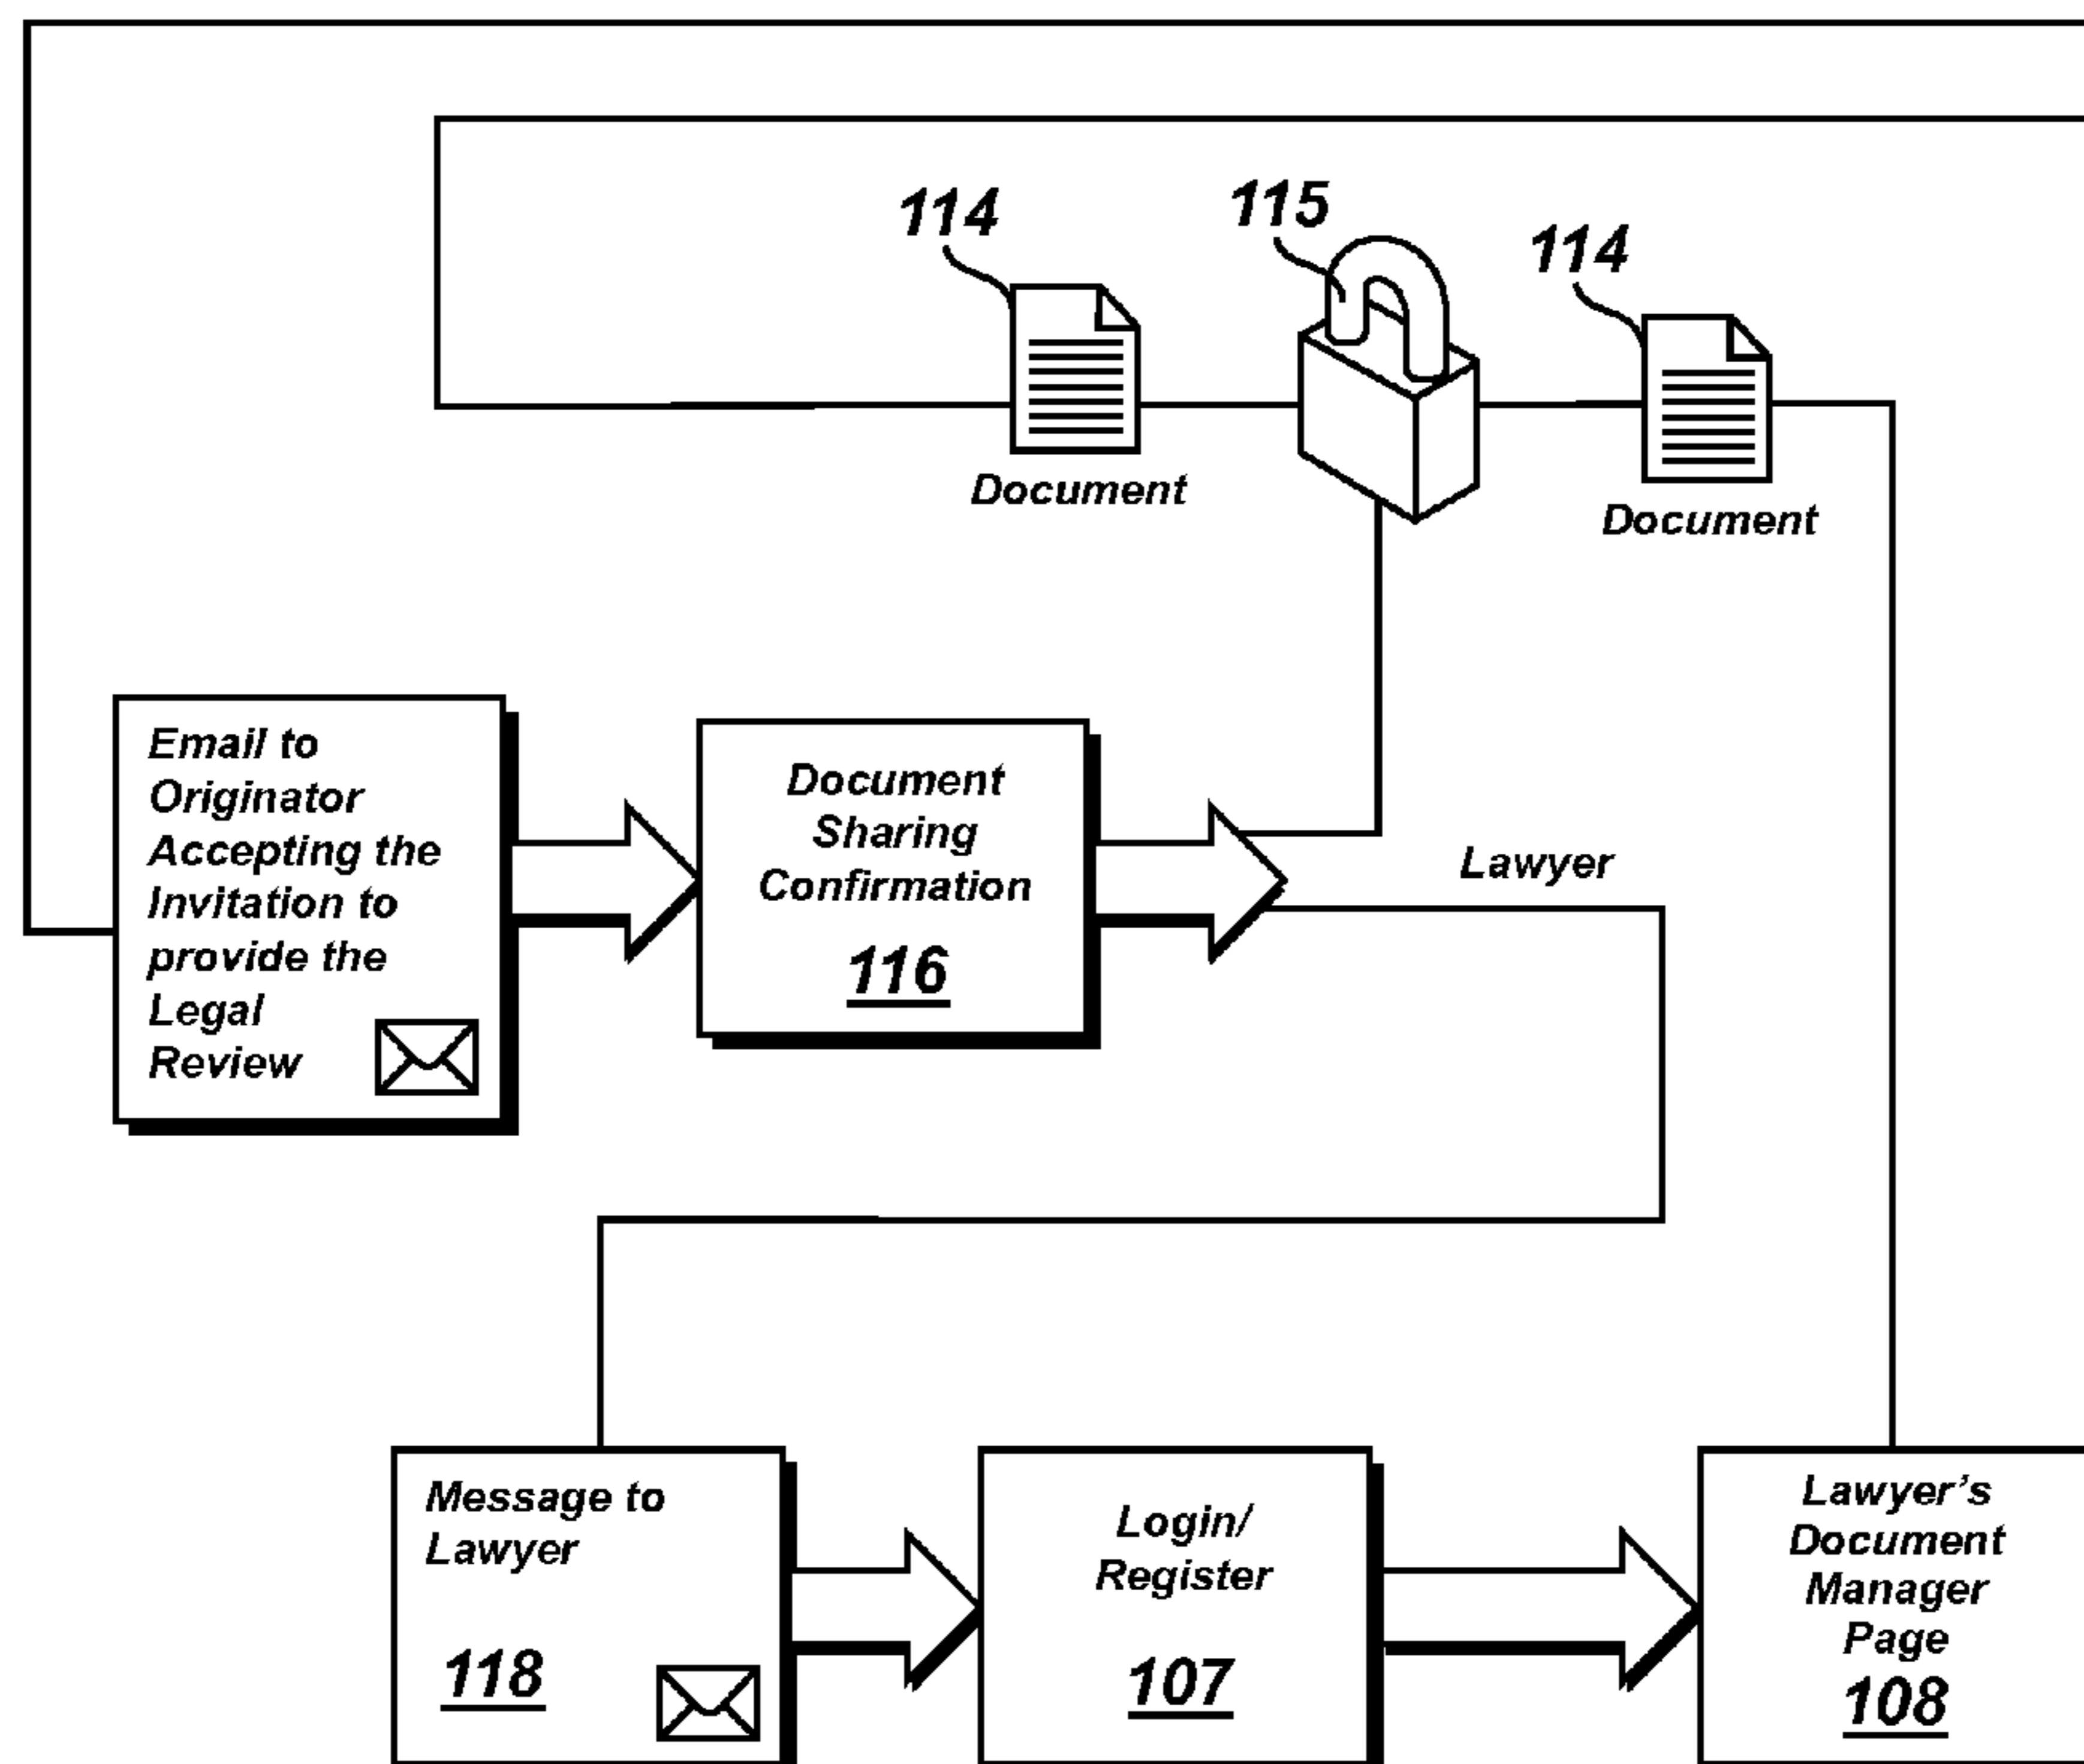 114
115
114
Document
Document
Email to
Originator
Accepting the
Invitation to
provide the
Legal
Review
Document
Sharing
Confirmation
116
Lawyer
Message to
Lawyer
118
Login/
Register
107
Lawyer's
Document
Manager
Page
108